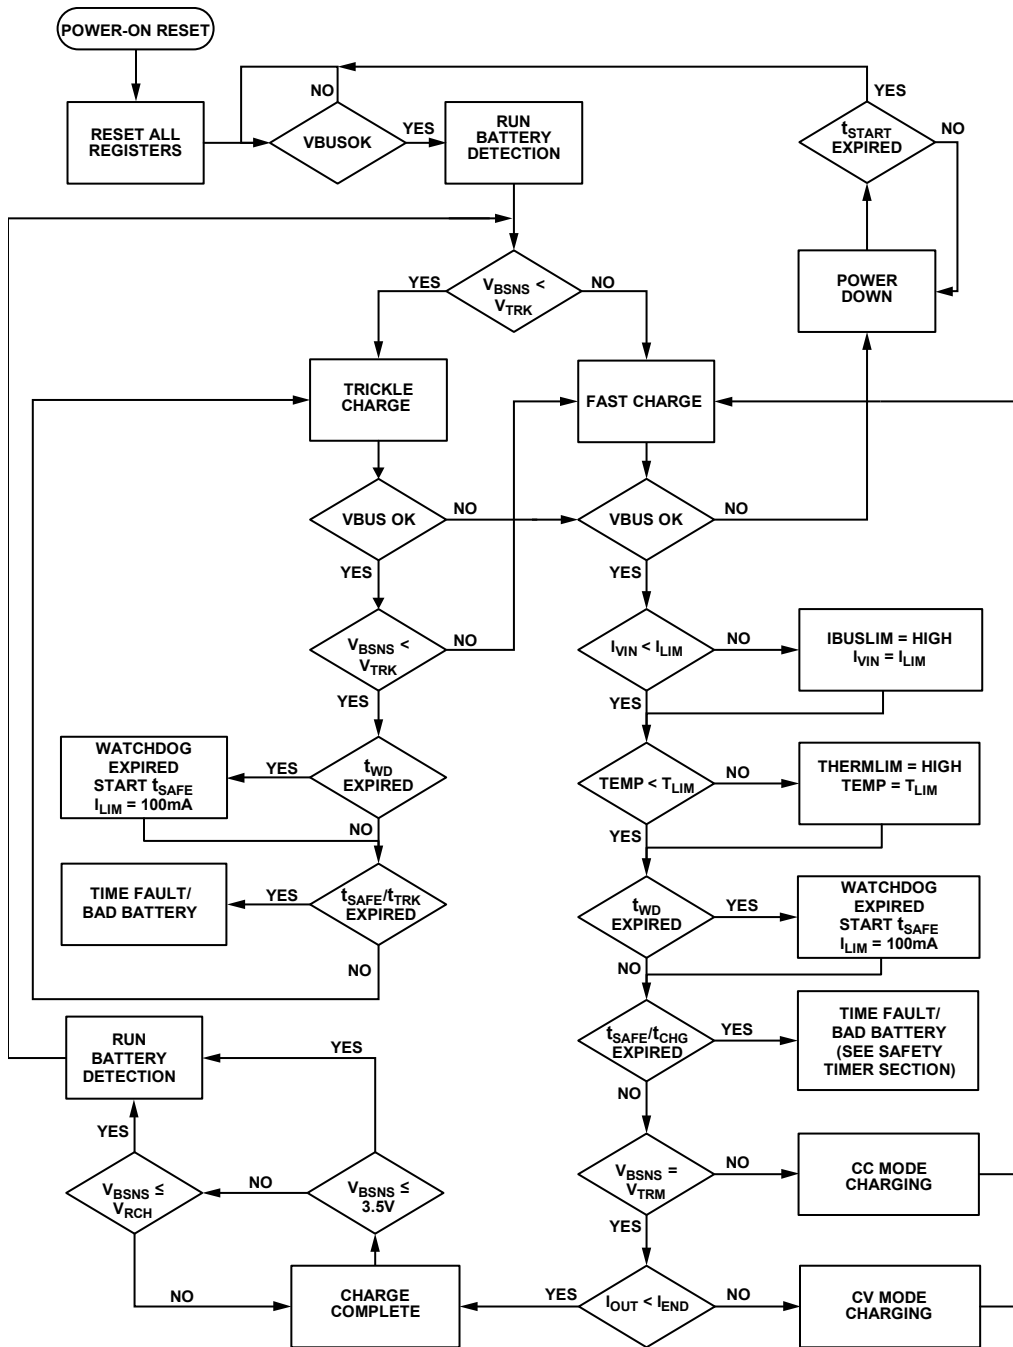 POWER-ON RESET
RESET ALL
REGISTERS
NO
VBUSOK
YES
RUN
BATTERY
DETECTION
YES
tSTART
EXPIRED
NO
POWER
DOWN
YES
VBSNS <
VTRK
NO
TRICKLE
CHARGE
FAST CHARGE
VBUS OK
NO
YES
VBUS OK
NO
YES
VBSNS <
VTRK
NO
YES
IVIN < ILIM
NO
YES
IBUSLIM = HIGH
IVIN = ILIM
WATCHDOG
EXPIRED
START tSAFE
ILIM = 100mA
YES
tWD
EXPIRED
NO
TEMP < TLIM
NO
YES
THERMLIM = HIGH
TEMP = TLIM
TIME FAULT/
BAD BATTERY
YES
tSAFE/tTRK
EXPIRED
NO
tWD
EXPIRED
YES
NO
WATCHDOG
EXPIRED
START tSAFE
ILIM = 100mA
tSAFE/tCHG
EXPIRED
YES
NO
TIME FAULT/
BAD BATTERY
(SEE SAFETY
TIMER SECTION)
RUN
BATTERY
DETECTION
YES
YES
VBSNS ≤
VRCH
NO
VBSNS ≤
3.5V
NO
CHARGE
COMPLETE
VBSNS =
VTRM
NO
YES
CC MODE
CHARGING
YES
IOUT < IEND
NO
CV MODE
CHARGING